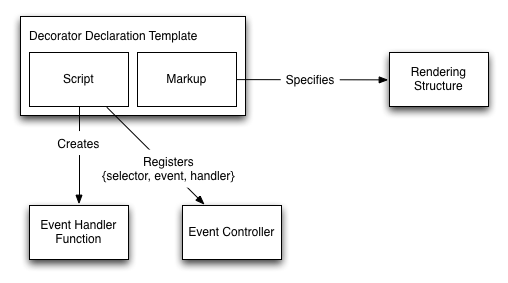 Decorator Declaration Template
Script
Markup
Specifies
Rendering
Structure
Creates
Registers
{selector, event, handler}
Event Handler
Function
Event Controller